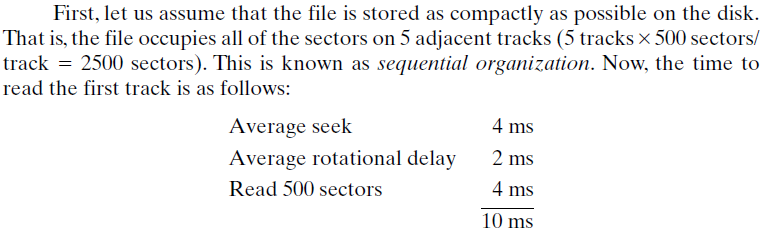 First, let us assume that the file is stored as compactly as possible on the disk.
That is, the file occupies all of the sectors on 5 adjacent tracks (5 tracks × 500 sectors/
track = 2500 sectors). This is known as sequential organization. Now, the time to
read the first track is as follows:
Average seek 4 ms
Average rotational delay 2 ms
Read 500 sectors 4 ms
10 ms